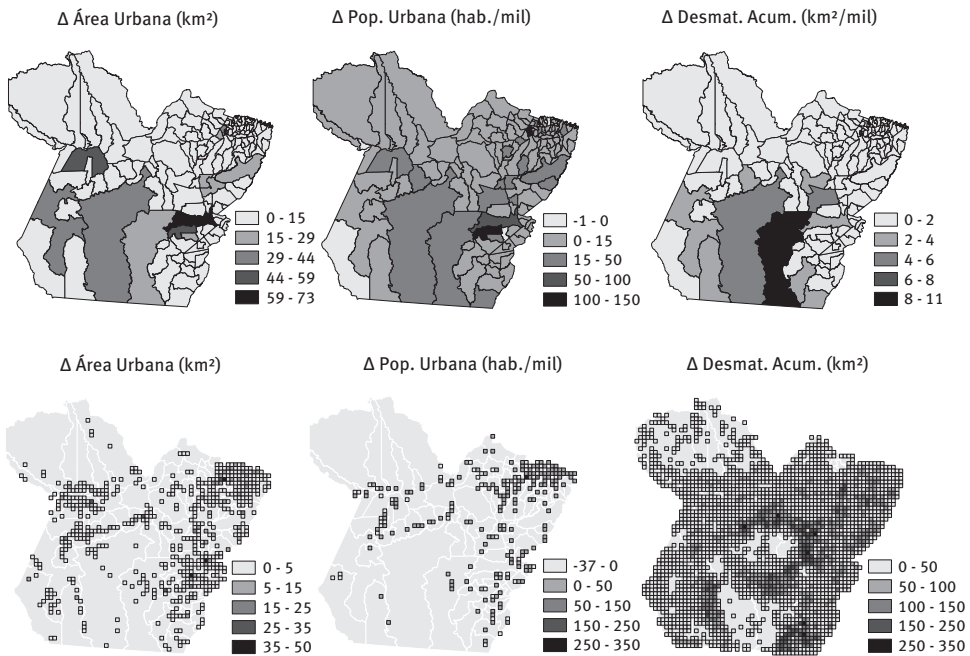 Δ Área Urbana (km²)
Δ Pop. Urbana (hab./mil)
Δ Desmat. Acum. (km²/mil)
0 - 15
15 - 29
29 - 44
44 - 59
59 - 73
-1 - 0
0 - 15
15 - 50
50 - 100
100 - 150
0 - 2
2 - 4
4 - 6
6 - 8
8 - 11
Δ Área Urbana (km²)
Δ Pop. Urbana (hab./mil)
Δ Desmat. Acum. (km²)
0 - 5
5 - 15
15 - 25
25 - 35
35 - 50
-37 - 0
0 - 50
50 - 150
150 - 250
250 - 350
0 - 50
50 - 100
100 - 150
150 - 250
250 - 350